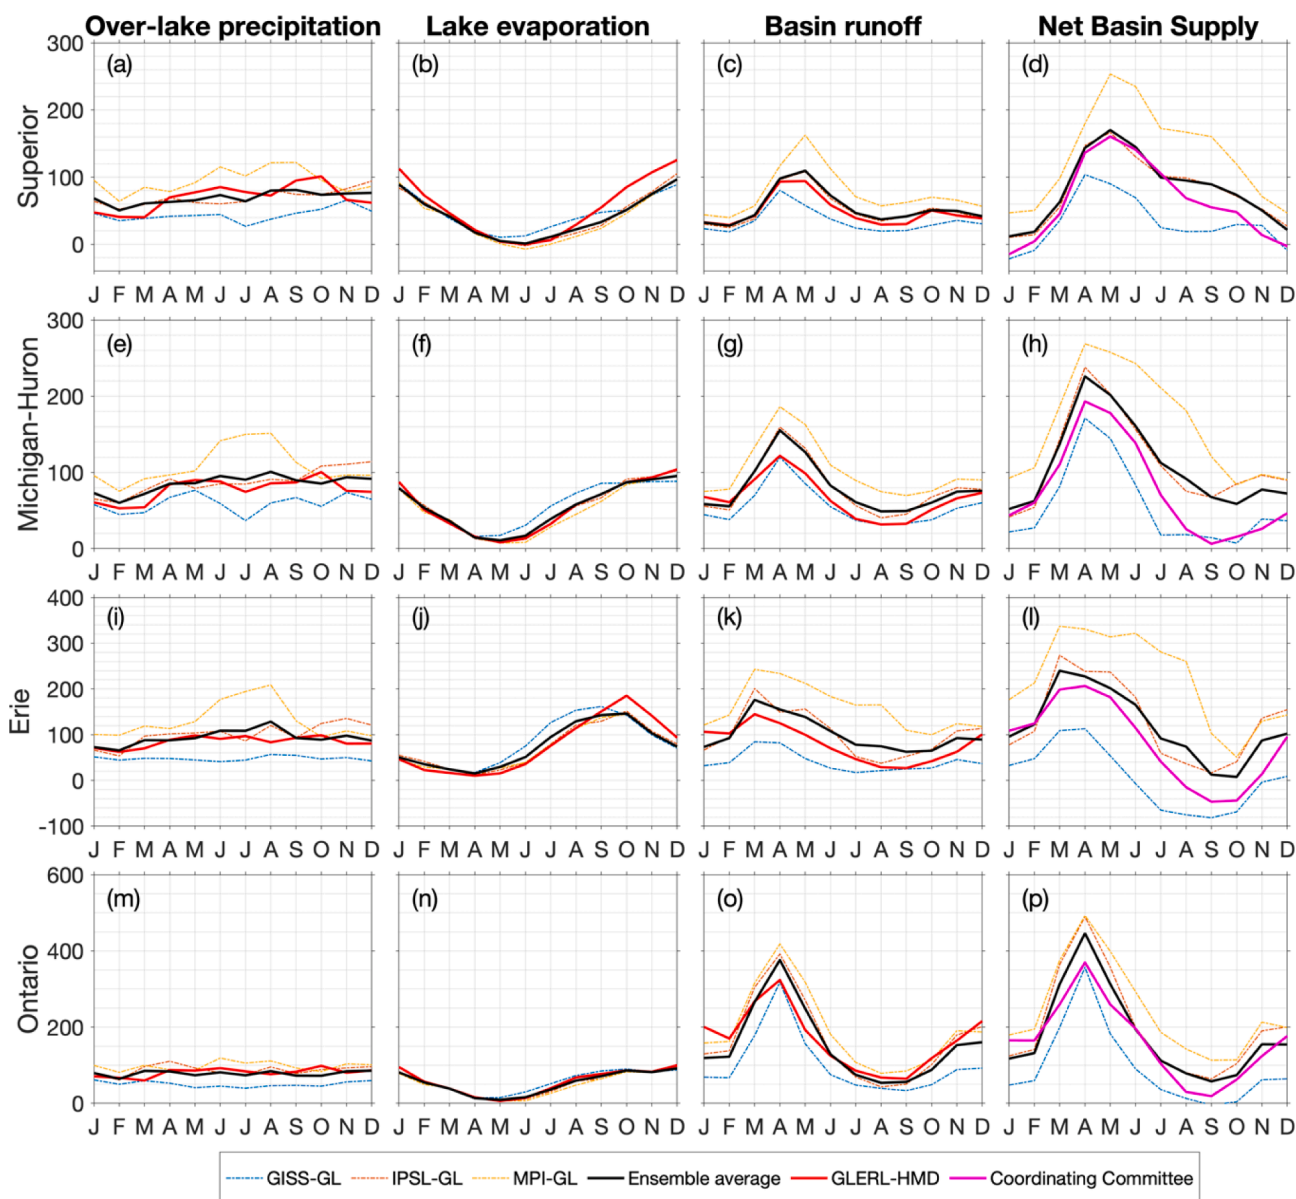 Over-lake precipitation Lake evaporation Basin runoff Net Basin Supply
Superior
300
200
100
0
(a) (b) (c) (d)
J F M A M J J A S O N D J F M A M J J A S O N D J F M A M J J A S O N D J F M A M J J A S O N D
Michigan-Huron
300
200
100
0
(e) (f) (g) (h)
J F M A M J J A S O N D J F M A M J J A S O N D J F M A M J J A S O N D J F M A M J J A S O N D
Erie
400
300
200
100
0
-100
(i) (j) (k) (l)
J F M A M J J A S O N D J F M A M J J A S O N D J F M A M J J A S O N D J F M A M J J A S O N D
Ontario
600
400
200
0
(m) (n) (o) (p)
J F M A M J J A S O N D J F M A M J J A S O N D J F M A M J J A S O N D J F M A M J J A S O N D
GISS-GL IPSL-GL MPI-GL Ensemble average GLERL-HMD Coordinating Committee